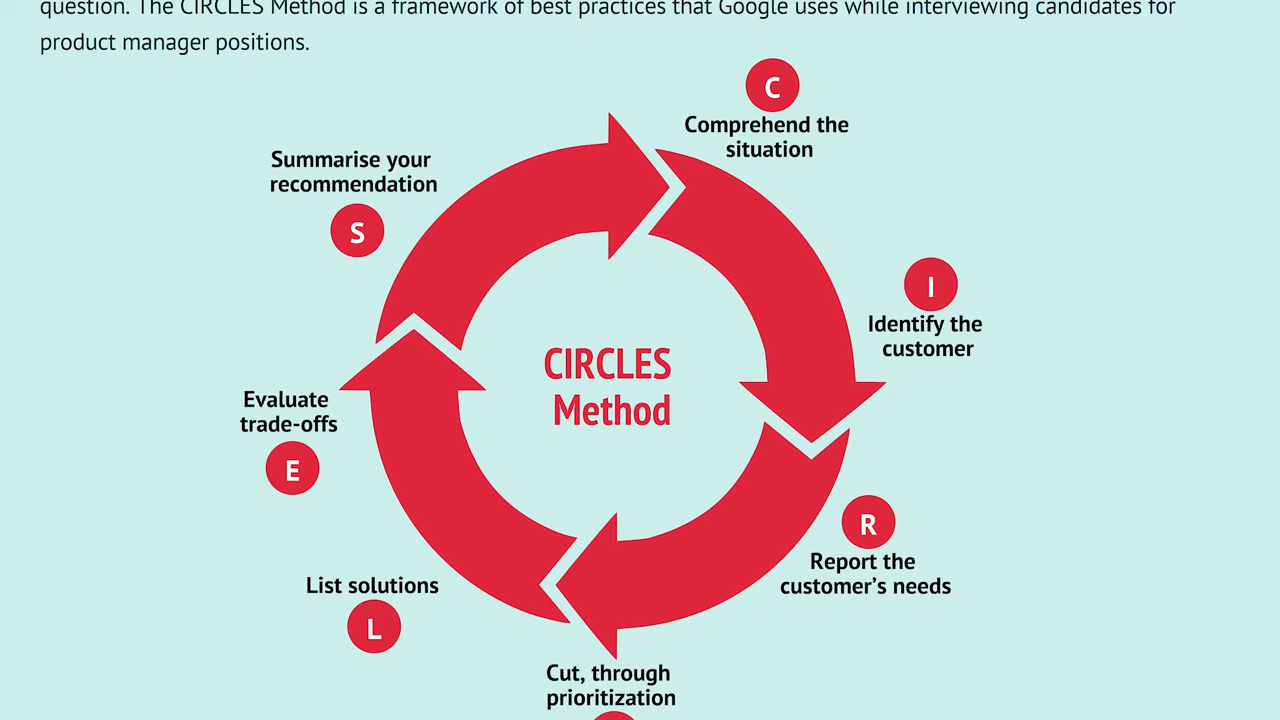 question. The CIRCLES Method is a framework of best practices that Google uses while interviewing candidates for
product manager positions.
C
Comprehend the
situation
I
Identify the
customer
R
Report the
customer's needs
Cut, through
prioritization
List solutions
L
Evaluate
trade-offs
E
Summarise your
recommendation
S
CIRCLES
Method